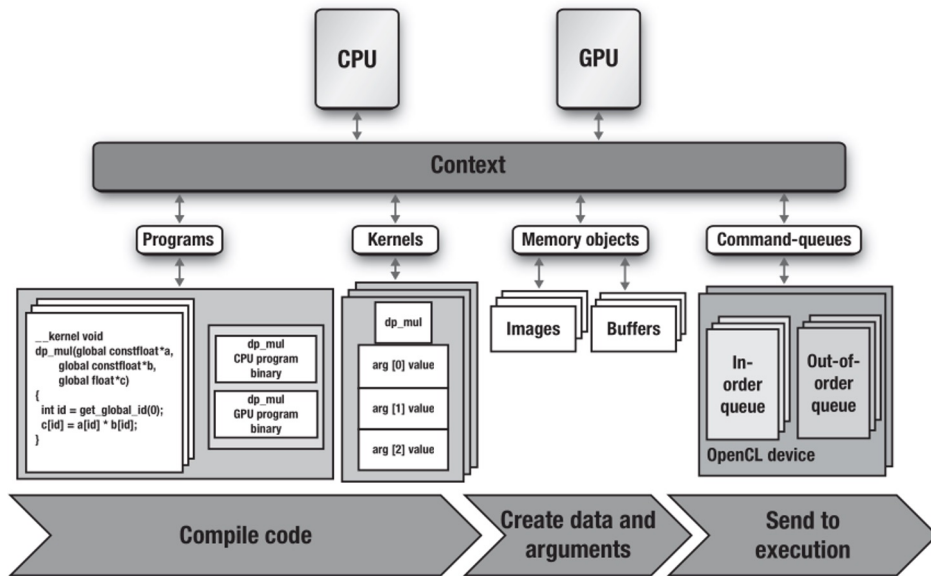 CPU
GPU
Context
Programs
Kernels
Memory objects
Command-queues
__kernel void
dp_mul(global constfloat*a,
global constfloat*b,
global float*c)
{
int id = get_global_id(0);
c[id] = a[id] * b[id];
}
dp_mul
CPU program
binary
dp_mul
GPU program
binary
dp_mul
arg [0] value
arg [1] value
arg [2] value
Images
Buffers
In-
order
queue
Out-of-
order
queue
OpenCL device
Compile code
Create data and
arguments
Send to
execution